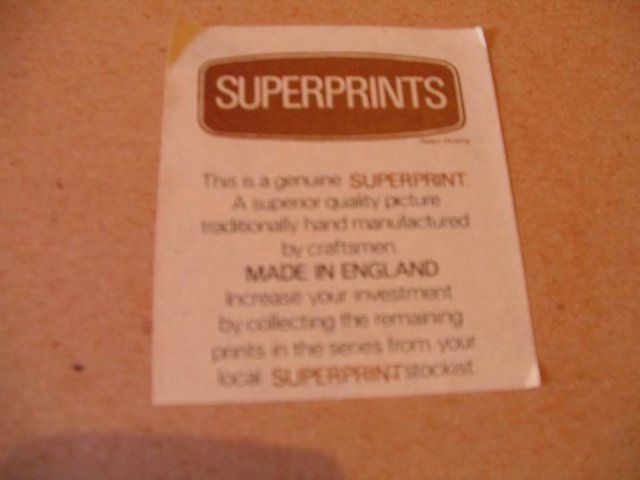 SUPERPRINTS
This is a genuine SUPERPRINT.
A superior quality picture
traditionally hand manufactured
by craftsmen.
MADE IN ENGLAND
Increase your investment
by collecting the remaining
prints in the series from your
local SUPERPRINT stockist.